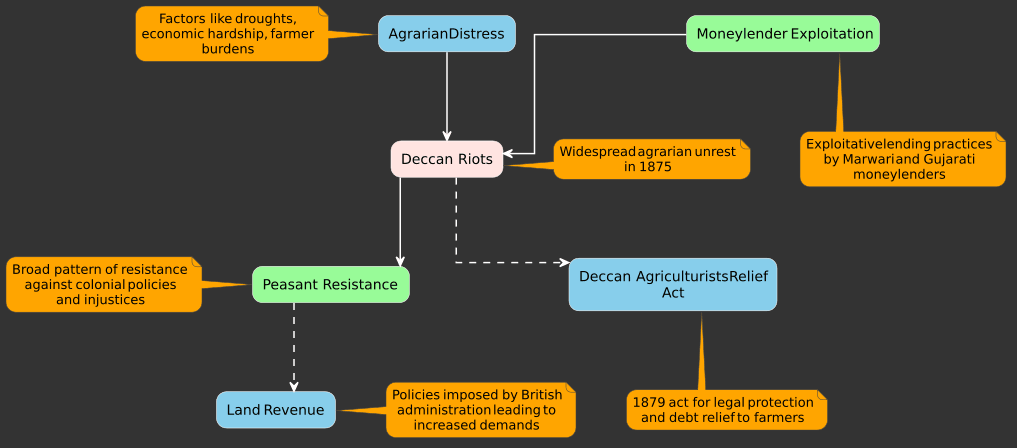 Factors like droughts,
economic hardship, farmer
burdens
AgrarianDistress
Moneylender Exploitation
Exploitativelending practices
by Marwari and Gujarati
moneylenders
Deccan Riots
Widespread agrarian unrest
in 1875
Broad pattern of resistance
against colonial policies
and injustices
Peasant Resistance
Deccan AgriculturistsRelief
Act
Land Revenue
Policies imposed by British
administration leading to
increased demands
1879 act for legal protection
and debt relief to farmers